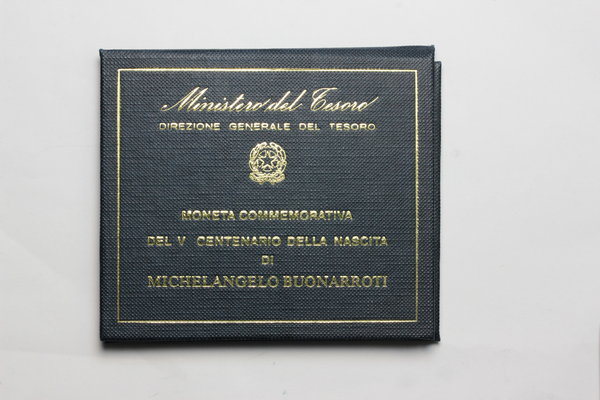 Ministero del Tesoro
DIREZIONE GENERALE DEL TESORO
MONETA COMMEMORATIVA
DEL V CENTENARIO DELLA NASCITA
DI
MICHELANGELO BUONARROTI